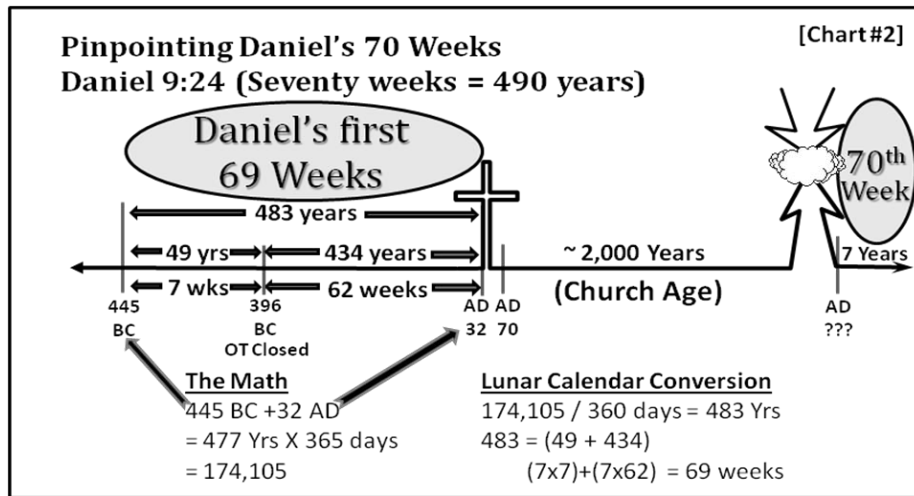 [Chart #2]
Pinpointing Daniel's 70 Weeks
Daniel 9:24 (Seventy weeks = 490 years)
Daniel's first
69 Weeks
70th
Week
483 years
49 yrs
434 years
~ 2,000 Years
7 Years
7 wks
62 weeks
(Church Age)
445
BC
396
BC
OT Closed
AD
32
AD
70
AD
???
The Math
445 BC +32 AD
= 477 Yrs X 365 days
= 174,105
Lunar Calendar Conversion
174,105 / 360 days = 483 Yrs
483 = (49 + 434)
(7x7)+(7x62) = 69 weeks